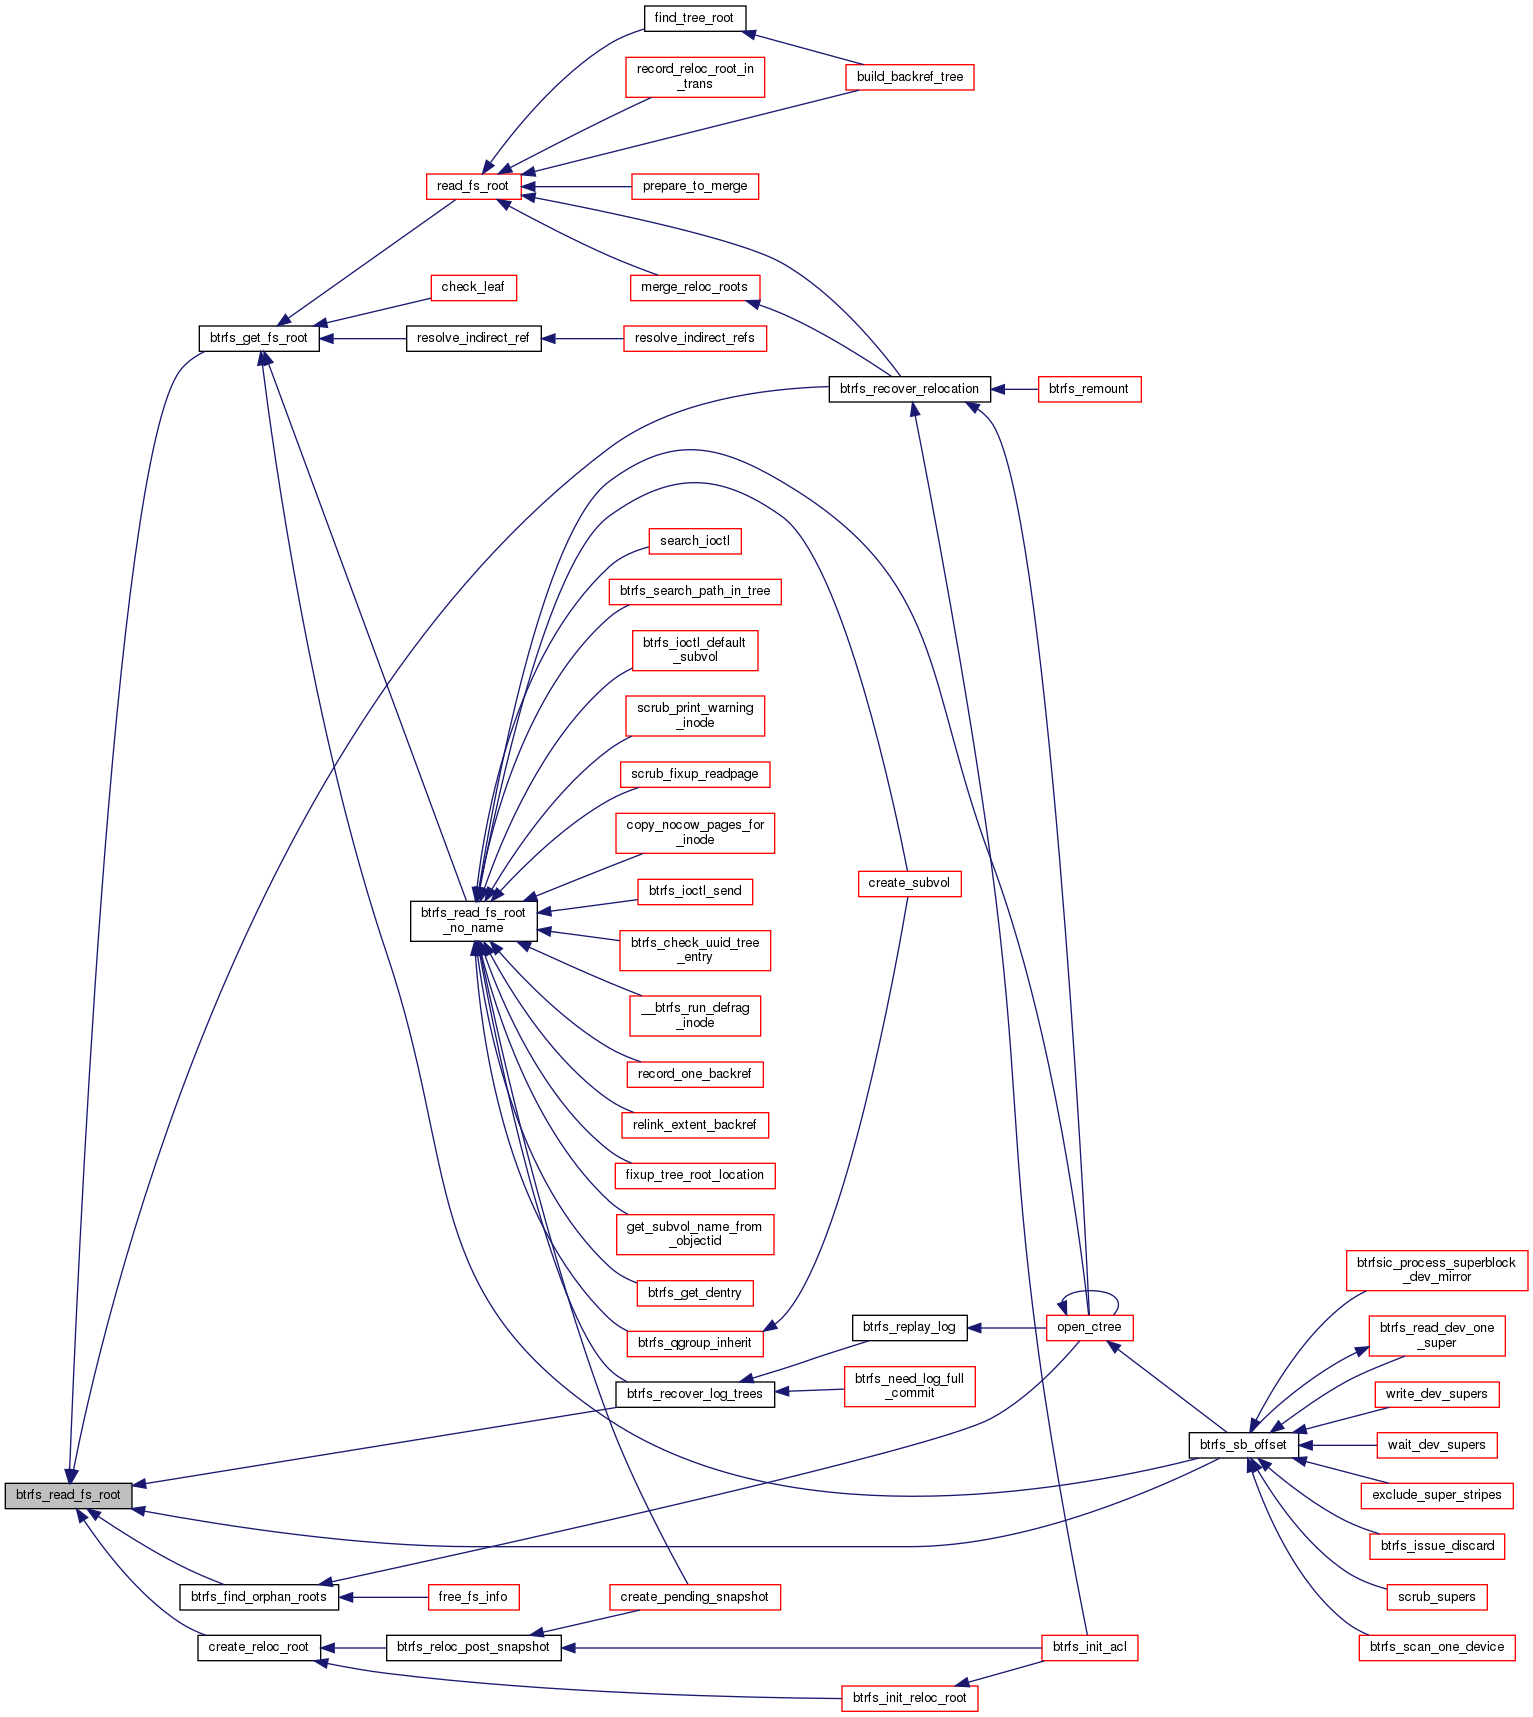 find_tree_root
record_reloc_root_in
_trans
build_backref_tree
read_fs_root
prepare_to_merge
check_leaf
merge_reloc_roots
btrfs_get_fs_root
resolve_indirect_ref
resolve_indirect_refs
btrfs_recover_relocation
btrfs_remount
search_ioctl
btrfs_search_path_in_tree
btrfs_ioctl_default
_subvol
scrub_print_warning
_inode
scrub_fixup_readpage
copy_nocow_pages_for
_inode
create_subvol
btrfs_ioctl_send
btrfs_read_fs_root
_no_name
btrfs_check_uuid_tree
_entry
__btrfs_run_defrag
_inode
record_one_backref
relink_extent_backref
fixup_tree_root_location
get_subvol_name_from
_objectid
btrfsic_process_superblock
_dev_mirror
btrfs_get_dentry
btrfs_replay_log
open_ctree
btrfs_read_dev_one
_super
btrfs_qgroup_inherit
btrfs_recover_log_trees
btrfs_need_log_full
_commit
write_dev_supers
btrfs_sb_offset
wait_dev_supers
btrfs_read_fs_root
exclude_super_stripes
btrfs_issue_discard
btrfs_find_orphan_roots
free_fs_info
create_pending_snapshot
scrub_supers
create_reloc_root
btrfs_reloc_post_snapshot
btrfs_init_acl
btrfs_scan_one_device
btrfs_init_reloc_root